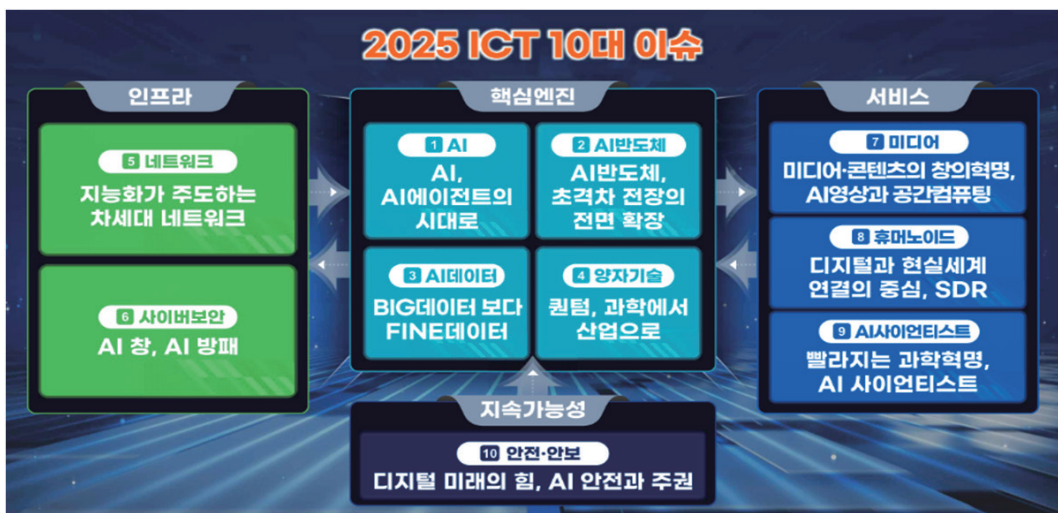 2025 ICT 10대 이슈
인프라
5 네트워크
지능화가 주도하는
차세대 네트워크
6 사이버보안
AI 창, AI 방패
핵심엔진
1 AI
AI,
AI에이전트의
시대로
2 AI반도체
AI반도체,
초격차 전장의
전면 확장
3 AI데이터
BIG데이터 보다
FINE데이터
4 양자기술
퀀텀, 과학에서
산업으로
서비스
7 미디어
미디어·콘텐츠의 창의혁명,
AI영상과 공간컴퓨팅
8 휴머노이드
디지털과 현실세계
연결의 중심, SDR
9 AI사이언티스트
빨라지는 과학혁명,
AI 사이언티스트
지속가능성
10 안전·안보
디지털 미래의 힘, AI 안전과 주권